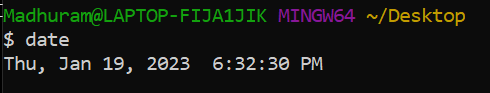 Madhuram@LAPTOP-FIJA1JIK MINGW64 ~/Desktop
$ date
Thu, Jan 19, 2023  6:32:30 PM